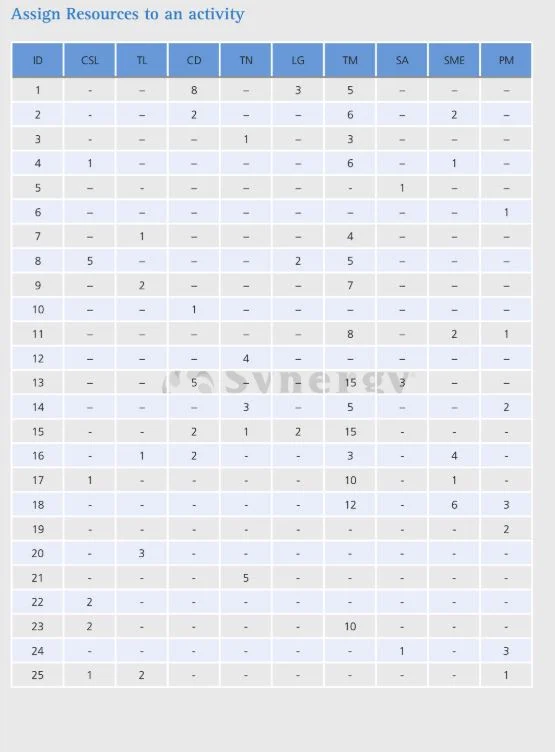 Assign Resources to an activity
ID CSL TL CD TN LG TM SA SME PM
1 - – 8 – 3 5 – – –
2 - – 2 – – 6 – 2 –
3 - – – 1 – 3 – – –
4 1 – – – – 6 – 1 –
5 – - – – – - 1 – –
6 – – – – – – – – 1
7 – 1 – – – 4 – – –
8 5 – – – 2 5 – – –
9 – 2 – – – 7 – – –
10 – – 1 – – – – – –
11 – – – – – 8 – 2 1
12 – – – 4 – – – – –
13 – – 5 – – 15 3 – –
Synergy
14 – – – 3 – 5 – – 2
15 - - 2 1 2 15 - - -
16 - 1 2 - - 3 - 4 -
17 1 - - - - 10 - 1 -
18 - - - - - 12 - 6 3
19 - - - - - - - - 2
20 - 3 - - - - - - -
21 - - - 5 - - - - -
22 2 - - - - - - - -
23 2 - - - - 10 - - -
24 - - - - - - 1 - 3
25 1 2 - - - - - - 1